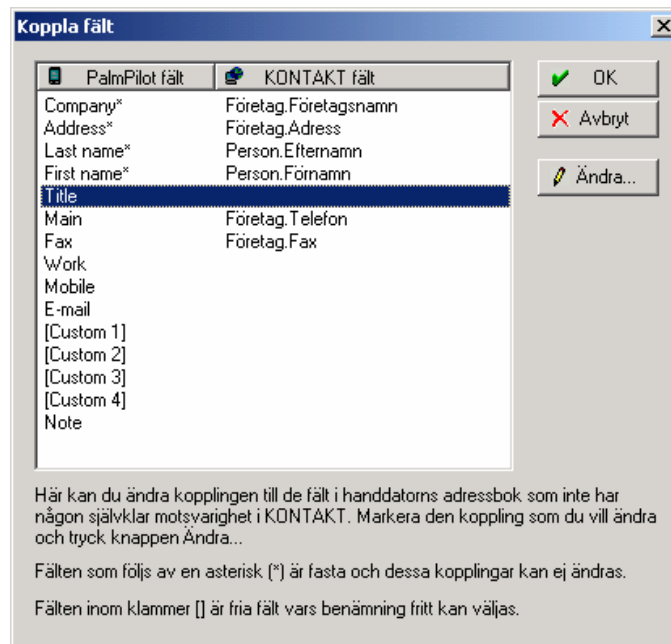 Koppla fält
PalmPilot fält KONTAKT fält
Company* Företag.Företagsnamn
Address* Företag.Adress
Last name* Person.Efternamn
First name* Person.Förnamn
Title
Main Företag.Telefon
Fax Företag.Fax
Work
Mobile
E-mail
[Custom 1]
[Custom 2]
[Custom 3]
[Custom 4]
Note
OK
Avbryt
Ändra...
Här kan du ändra kopplingen till de fält i handdatorns adressbok som inte har
någon självklar motsvarighet i KONTAKT. Markera den koppling som du vill ändra
och tryck knappen Ändra...
Fälten som följs av en asterisk (*) är fasta och dessa kopplingar kan ej ändras.
Fälten inom klammer [] är fria fält vars benämning fritt kan väljas.